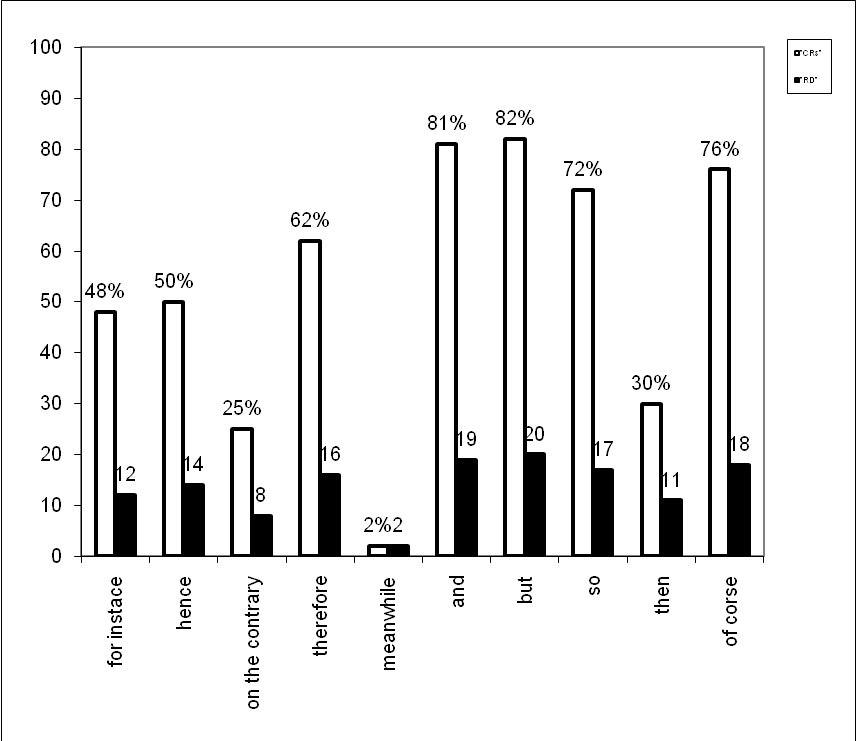 100
90
80
70
60
50
40
30
20
10
0
48%
12
50%
14
25%
8
62%
16
2%
2
81%
19
82%
20
72%
17
30%
11
76%
18
for instace
hence
on the contrary
therefore
meanwhile
and
but
so
then
of corse
"CRs"
"RD"